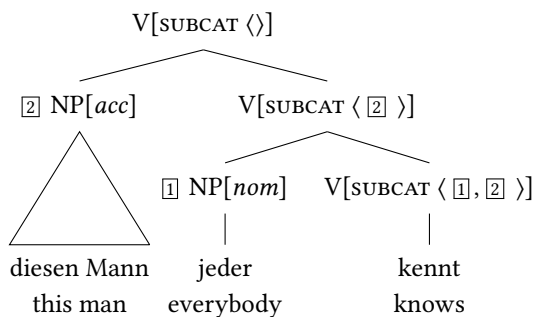 V[SUBCAT ⟨⟩]
2 NP[acc] V[SUBCAT ⟨ 2 ⟩]
1 NP[nom] V[SUBCAT ⟨ 1 , 2 ⟩]
diesen Mann jeder kennt
this man everybody knows